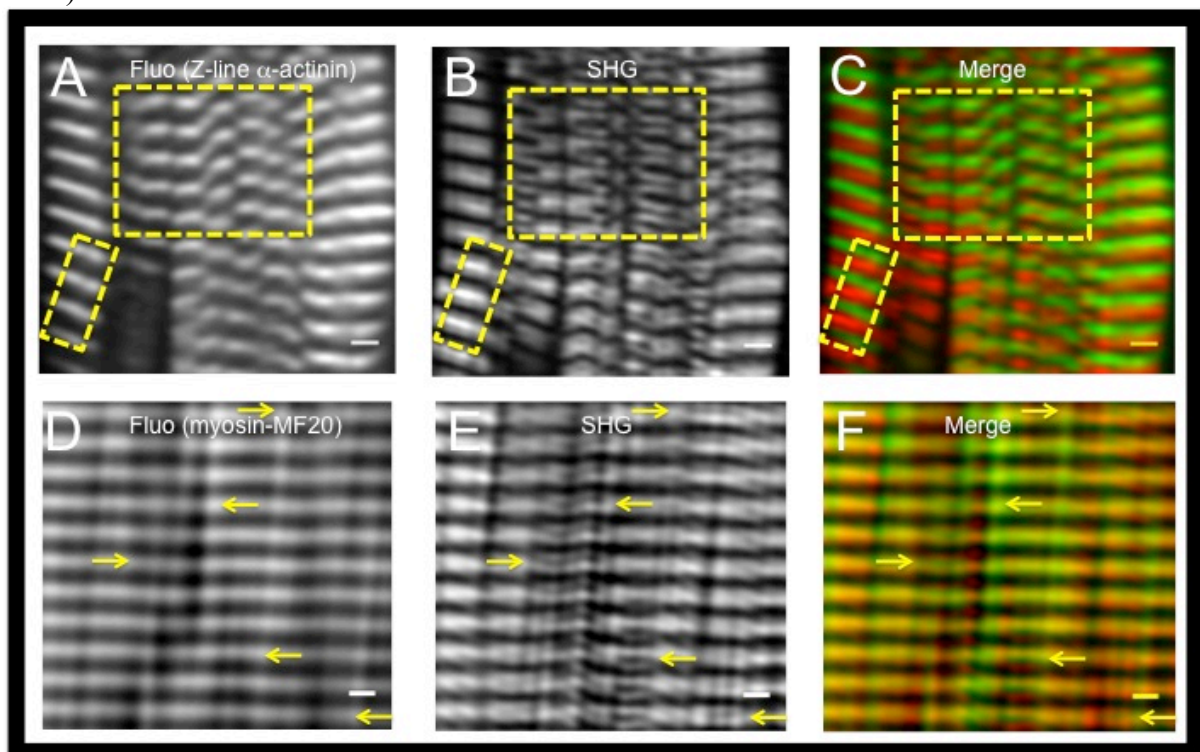 A Fluo (Z-line α-actinin)
B SHG
C Merge
D Fluo (myosin-MF20)
E SHG
F Merge